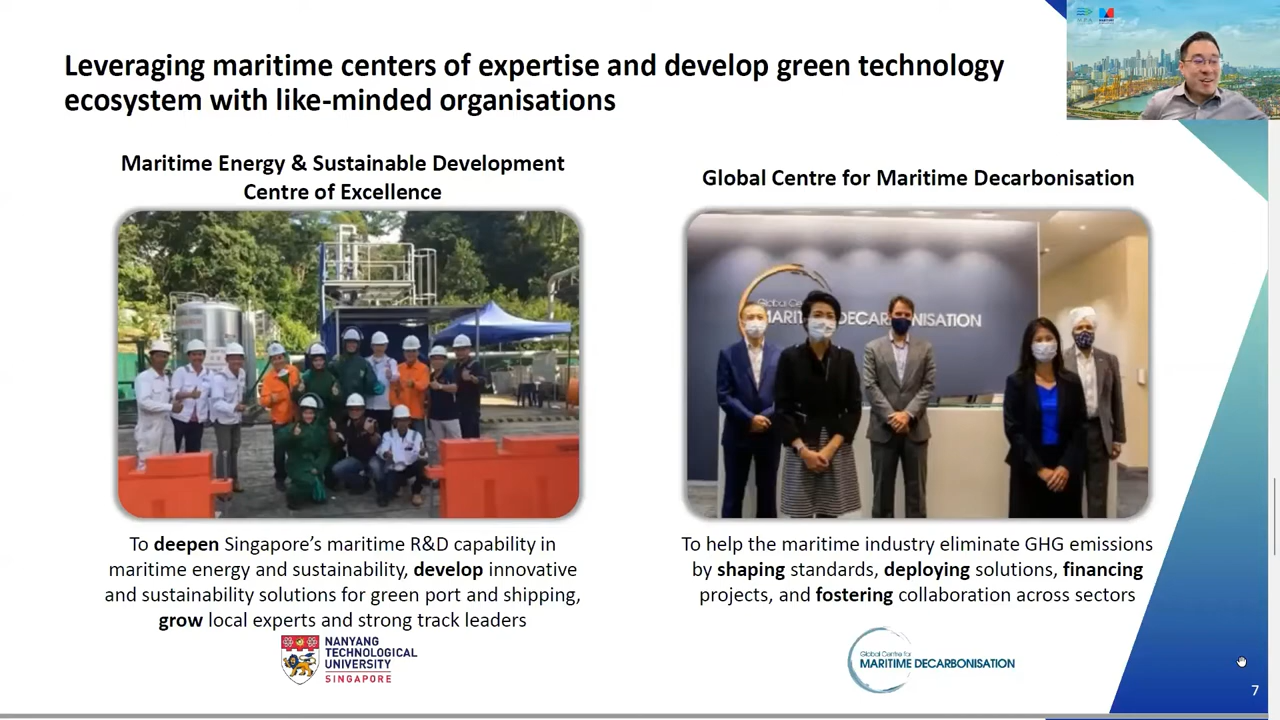 Leveraging maritime centers of expertise and develop green technology
ecosystem with like-minded organisations
Maritime Energy & Sustainable Development
Centre of Excellence
Global Centre for Maritime Decarbonisation
Global Centre
MARITIME DECARBONISATION
To deepen Singapore's maritime R&D capability in
maritime energy and sustainability, develop innovative
and sustainability solutions for green port and shipping,
grow local experts and strong track leaders
To help the maritime industry eliminate GHG emissions
by shaping standards, deploying solutions, financing
projects, and fostering collaboration across sectors
NANYANG
TECHNOLOGICAL
UNIVERSITY
SINGAPORE
Global Centre for
MARITIME DECARBONISATION
7